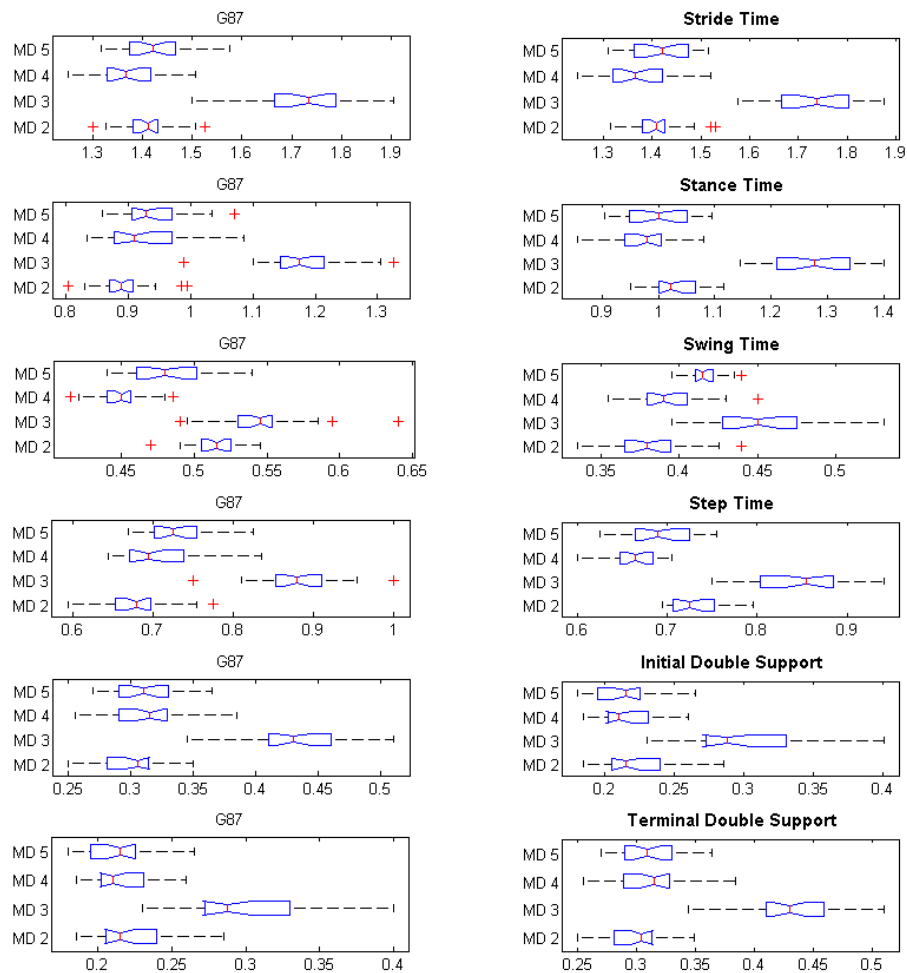 G87
MD 5
MD 4
MD 3
MD 2
1.3 1.4 1.5 1.6 1.7 1.8 1.9
Stride Time
MD 5
MD 4
MD 3
MD 2
1.3 1.4 1.5 1.6 1.7 1.8 1.9
G87
MD 5
MD 4
MD 3
MD 2
0.8 0.9 1 1.1 1.2 1.3
Stance Time
MD 5
MD 4
MD 3
MD 2
0.9 1 1.1 1.2 1.3 1.4
G87
MD 5
MD 4
MD 3
MD 2
0.45 0.5 0.55 0.6 0.65
Swing Time
MD 5
MD 4
MD 3
MD 2
0.35 0.4 0.45 0.5
G87
MD 5
MD 4
MD 3
MD 2
0.6 0.7 0.8 0.9 1
Step Time
MD 5
MD 4
MD 3
MD 2
0.6 0.7 0.8 0.9
G87
MD 5
MD 4
MD 3
MD 2
0.25 0.3 0.35 0.4 0.45 0.5
Initial Double Support
MD 5
MD 4
MD 3
MD 2
0.2 0.25 0.3 0.35 0.4
G87
MD 5
MD 4
MD 3
MD 2
0.2 0.25 0.3 0.35 0.4
Terminal Double Support
MD 5
MD 4
MD 3
MD 2
0.25 0.3 0.35 0.4 0.45 0.5